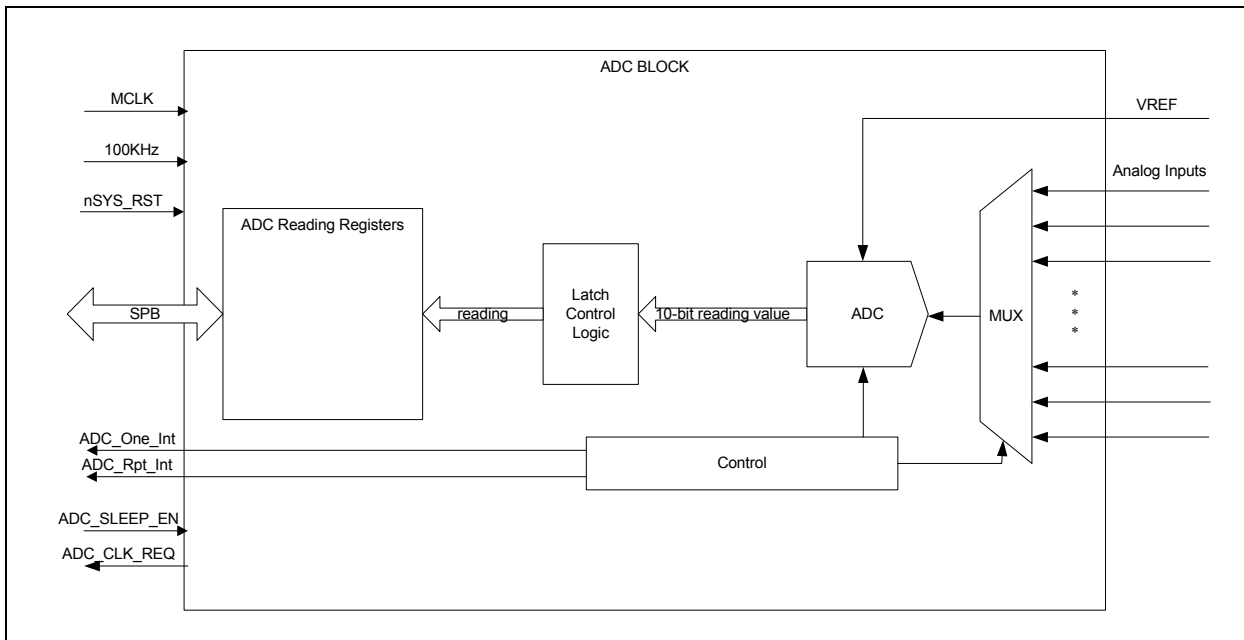 ADC BLOCK
MCLK
VREF
100KHz
Analog Inputs
nSYS_RST
ADC Reading Registers
Latch
Control
Logic
SPB
reading
10-bit reading value
ADC
MUX
*
*
*
ADC_One_Int
ADC_Rpt_Int
Control
ADC_SLEEP_EN
ADC_CLK_REQ